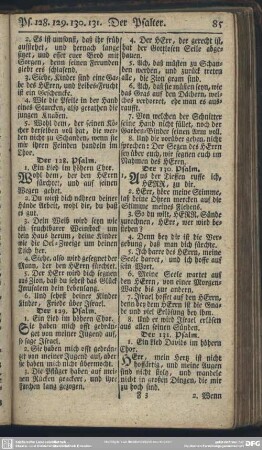 Ps. 128. 129. 130. 131. Der Psalter. 85
2. Es ist umsonst, daß ihr früh
aufstehet, und hernach lange
sitzet, und esset euer Brod mit
Sorgen, denn seinen Freunden
giebt ers schlafend.
3. Siehe, Kinder sind eine Ga-
be des HErrn, und Leibes-Frucht
ist ein Geschencke.
4. Wie die Pfeile in der Hand
eines Starcken, also gerathen die
jungen Knaben.
5. Wohl dem, der seinen Kö-
cher derselben voll hat, die wer-
den nicht zu Schanden, wenn sie
mit ihren Feinden handeln im
Thor.
Der 128. Psalm.
1. Ein Lied im höhern Chor.
Wohl dem, der den HErrn
fürchtet, und auf seinen
Wegen gehet.
2. Du wirst dich nähren deiner
Hände Arbeit, wohl dir, du hast
es gut.
3. Dein Weib wird seyn wie
ein fruchtbarer Weinstock um
dein Haus herum, deine Kinder
wie die Oel-Zweige um deinen
Tisch her.
4. Siehe, also wird gesegnet der
Mann, der den HErrn fürchtet.
5. Der HErr wird dich segnen
aus Zion, daß du sehest das Glück
Jerusalem dein Lebenlang.
6. Und sehest deiner Kinder
Kinder, Friede über Israel.
Der 129. Psalm.
1. Ein Lied im höhern Chor.
Sie haben mich offt gedrän-
get von meiner Jugend auf,
so sage Israel.
2. Sie haben mich offt gedrän-
get von meiner Jugend auf, aber
sie haben mich nicht übermocht.
3. Die Pflüger haben auf mei-
nen Rücken geackert, und ihre
Furchen lang gezogen.
4. Der HErr, der gerecht ist,
hat der Gottlosen Seile abge-
hauen.
5. Ach, daß müsten zu Schan-
den werden, und zurück treten
alle, die Zion gram sind.
6. Ach, daß sie müsten seyn, wie
das Gras auf den Dächern, wel-
ches verdorret, ehe man es aus-
raufft.
7. Von welchen der Schnitter
seine Hand nicht füllet, noch der
Garben-Binder seinen Arm voll.
8. Und die vorüber gehen, nicht
sprechen: Der Segen des HErrn
sey über euch, wir segnen euch im
Nahmen des HErrn.
Der 130. Psalm.
1. Aus der Tieffen ruffe ich,
HErr, zu dir.
2. HErr, höre meine Stimme,
laß deine Ohren mercken auf die
Stimme meines Flehens.
3. So du wilt, HErr, Sünde
zurechnen, HErr, wer wird be-
stehen?
4. Denn bey dir ist die Verge-
bung, daß man dich fürchte.
5. Ich harre des HErrn, meine
Seele harret, und ich hoffe auf
sein Wort.
6. Meine Seele wartet auf
den HErrn, von einer Morgen-
Wache bis zur andern.
7. Israel hoffe auf den HErrn,
denn bey dem HErrn ist die Gna-
de und viel Erlösung bey ihm.
8. Und er wird Israel erlösen
aus allen seinen Sünden.
Der 131. Psalm.
1. Ein Lied Davids im höhern
Chor.
HErr, mein Hertz ist nicht
hoffärtig, und meine Augen
sind nicht stoltz, und wandele
nicht in großen Dingen, die mir
zu hoch sind.
F 3 2. Wenn